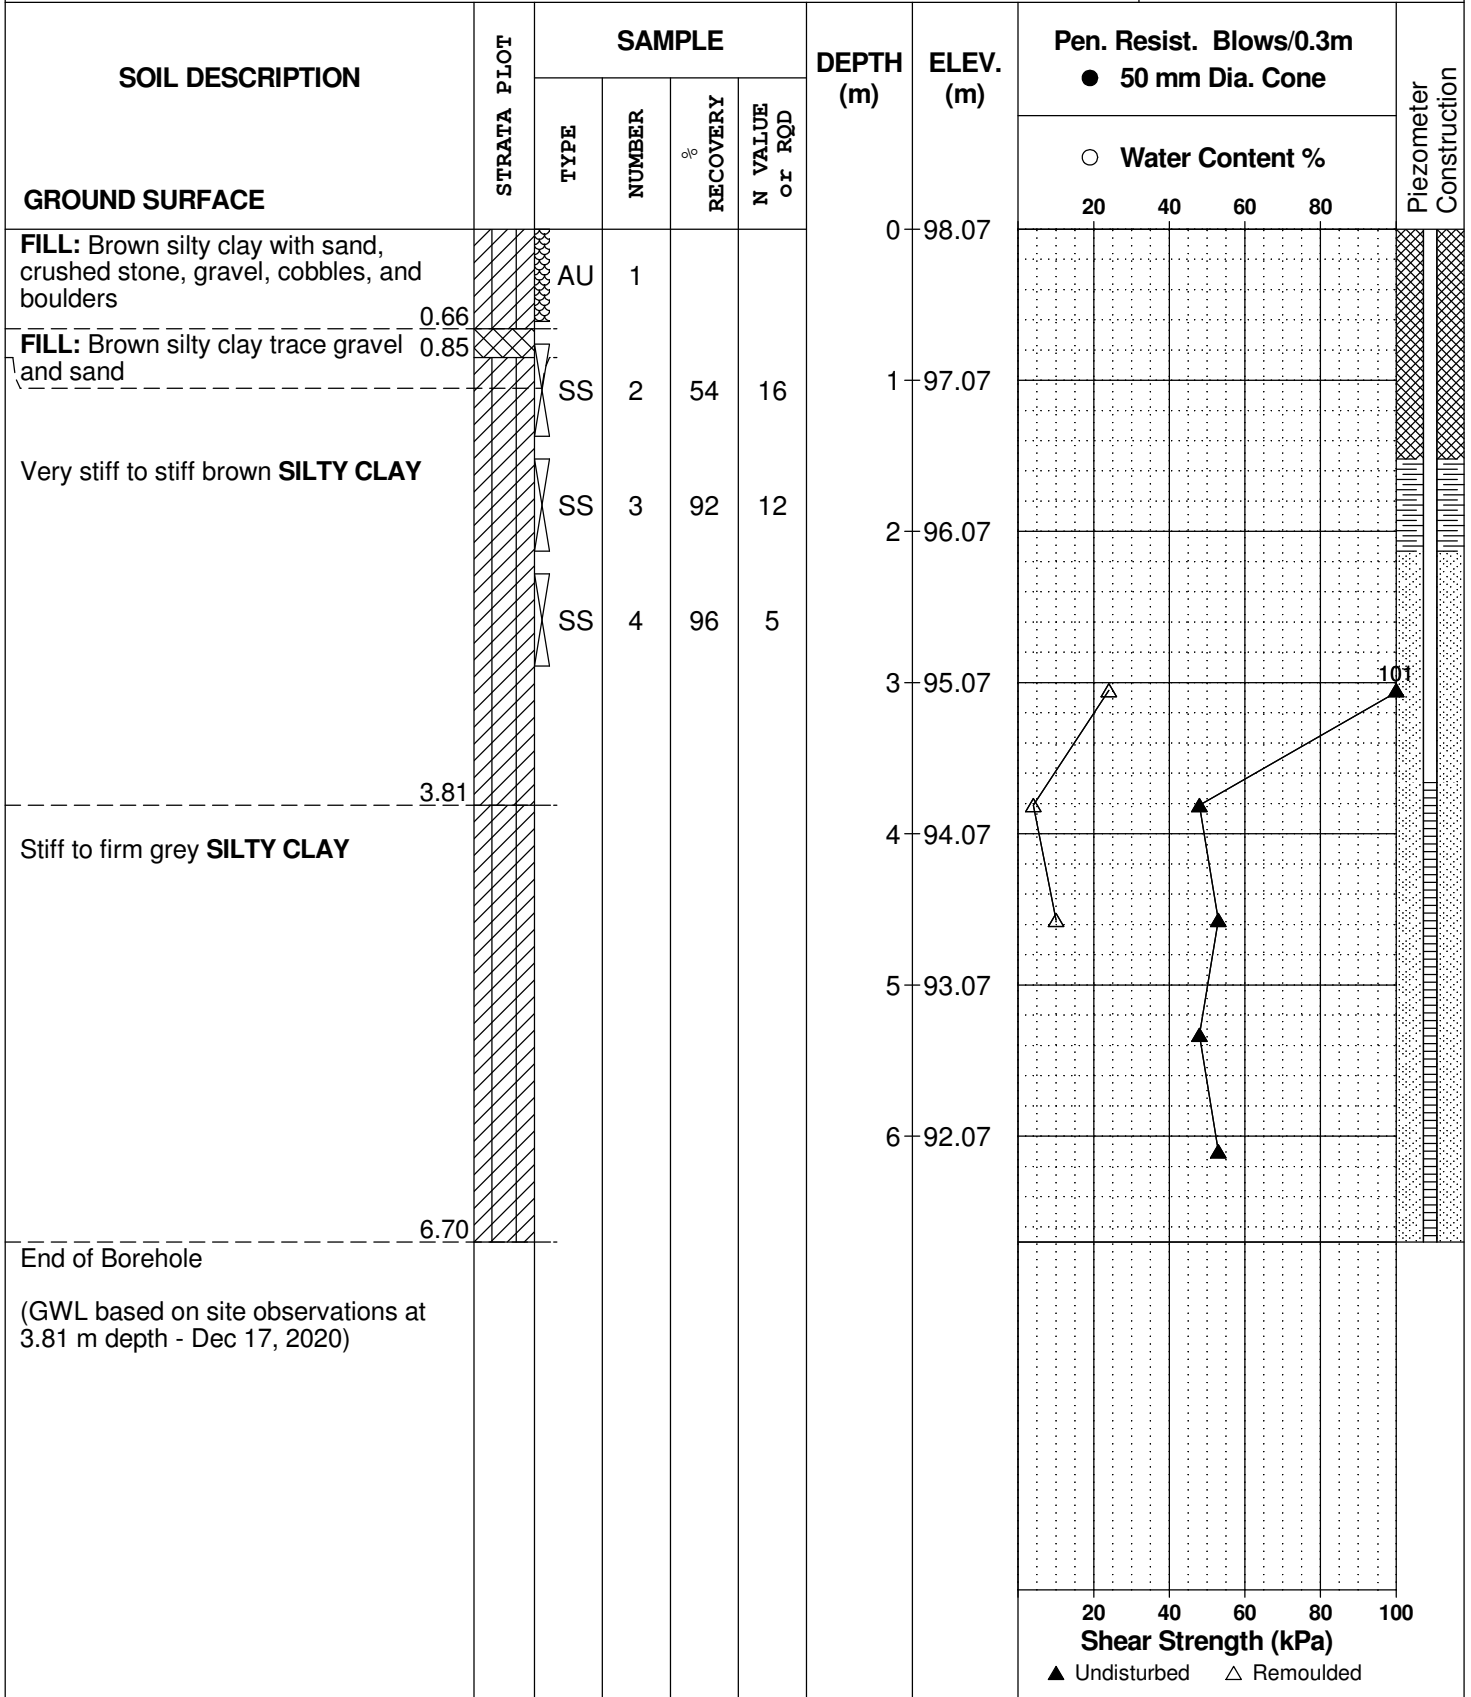 SOIL DESCRIPTION
GROUND SURFACE
STRATA PLOT
SAMPLE
TYPE
NUMBER
%
RECOVERY
N VALUE
or RQD
DEPTH
(m)
ELEV.
(m)
Pen. Resist. Blows/0.3m
● 50 mm Dia. Cone
○ Water Content %
20 40 60 80
Piezometer
Construction
FILL: Brown silty clay with sand,
crushed stone, gravel, cobbles, and
boulders
0.66
AU 1
0 98.07
FILL: Brown silty clay trace gravel
and sand
0.85
SS 2 54 16
1 97.07
Very stiff to stiff brown SILTY CLAY
SS 3 92 12
2 96.07
SS 4 96 5
3 95.07
101
3.81
Stiff to firm grey SILTY CLAY
4 94.07
5 93.07
6 92.07
6.70
End of Borehole
(GWL based on site observations at
3.81 m depth - Dec 17, 2020)
20 40 60 80 100
Shear Strength (kPa)
▲ Undisturbed △ Remoulded